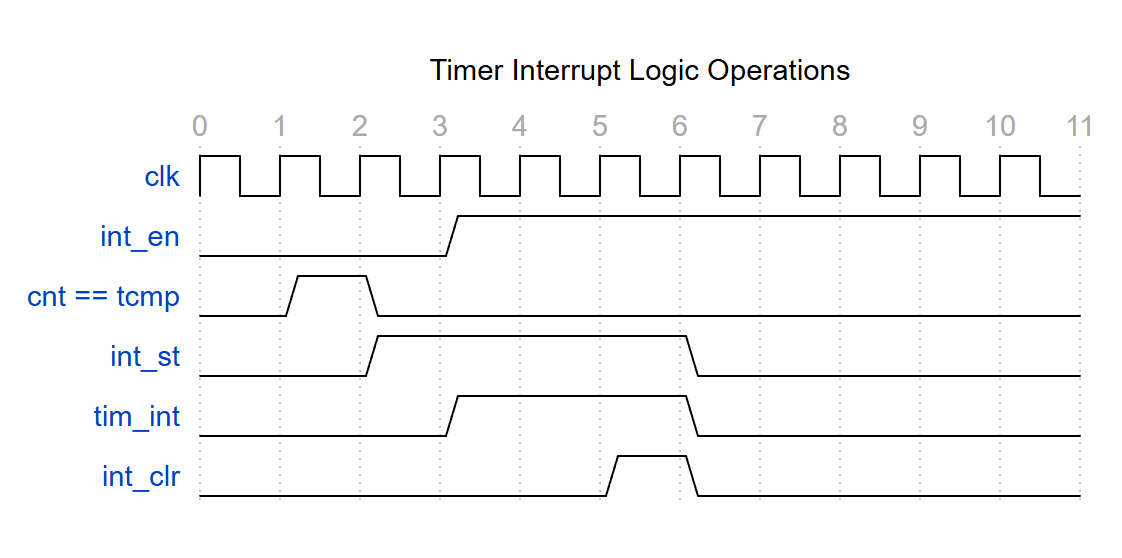 Timer Interrupt Logic Operations
0 1 2 3 4 5 6 7 8 9 10 11
clk
int_en
cnt == tcmp
int_st
tim_int
int_clr